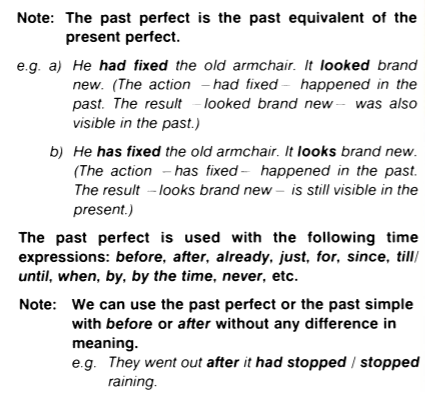 Note: The past perfect is the past equivalent of the
present perfect.
e.g. a) He had fixed the old armchair. It looked brand
new. (The action – had fixed – happened in the
past. The result – looked brand new – was also
visible in the past.)
b) He has fixed the old armchair. It looks brand new.
(The action – has fixed – happened in the past.
The result – looks brand new – is still visible in the
present.)
The past perfect is used with the following time
expressions: before, after, already, just, for, since, till/
until, when, by, by the time, never, etc.
Note: We can use the past perfect or the past simple
with before or after without any difference in
meaning.
e.g. They went out after it had stopped / stopped
raining.